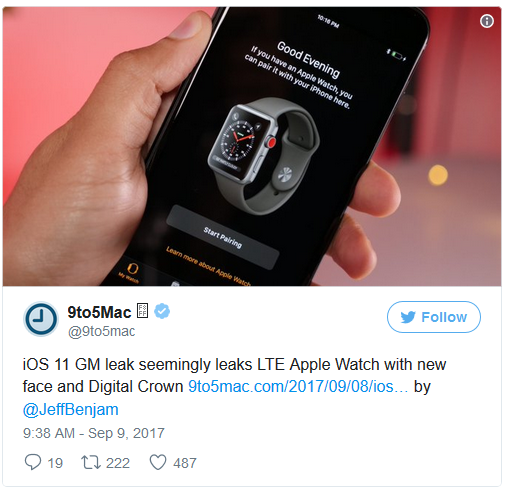 10:16 PM
Good Evening
If you have an Apple Watch, you
can pair it with your iPhone here.
Start Pairing
Learn more about Apple Watch
My Watch
9to5Mac
@9to5mac
Follow
iOS 11 GM leak seemingly leaks LTE Apple Watch with new
face and Digital Crown 9to5mac.com/2017/09/08/ios… by
@JeffBenjam
9:38 AM - Sep 9, 2017
19 222 487